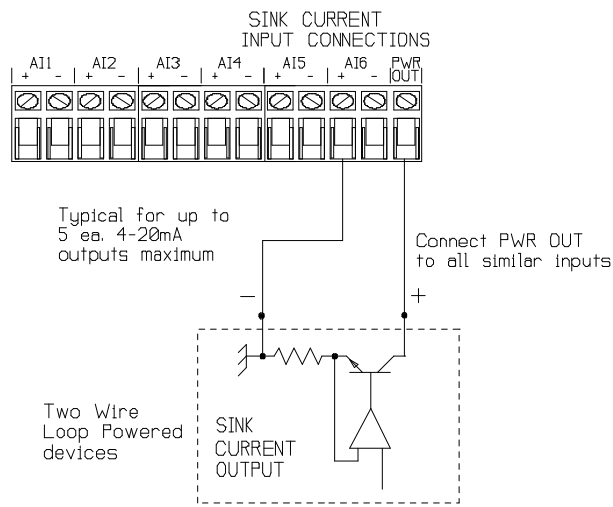 SINK CURRENT
INPUT CONNECTIONS
AI1 AI2 AI3 AI4 AI5 AI6 PWR OUT
+ - + - + - + - + - + -
Typical for up to
5 ea. 4-20mA
outputs maximum
Connect PWR OUT
to all similar inputs
- +
Two Wire
Loop Powered
devices
SINK
CURRENT
OUTPUT